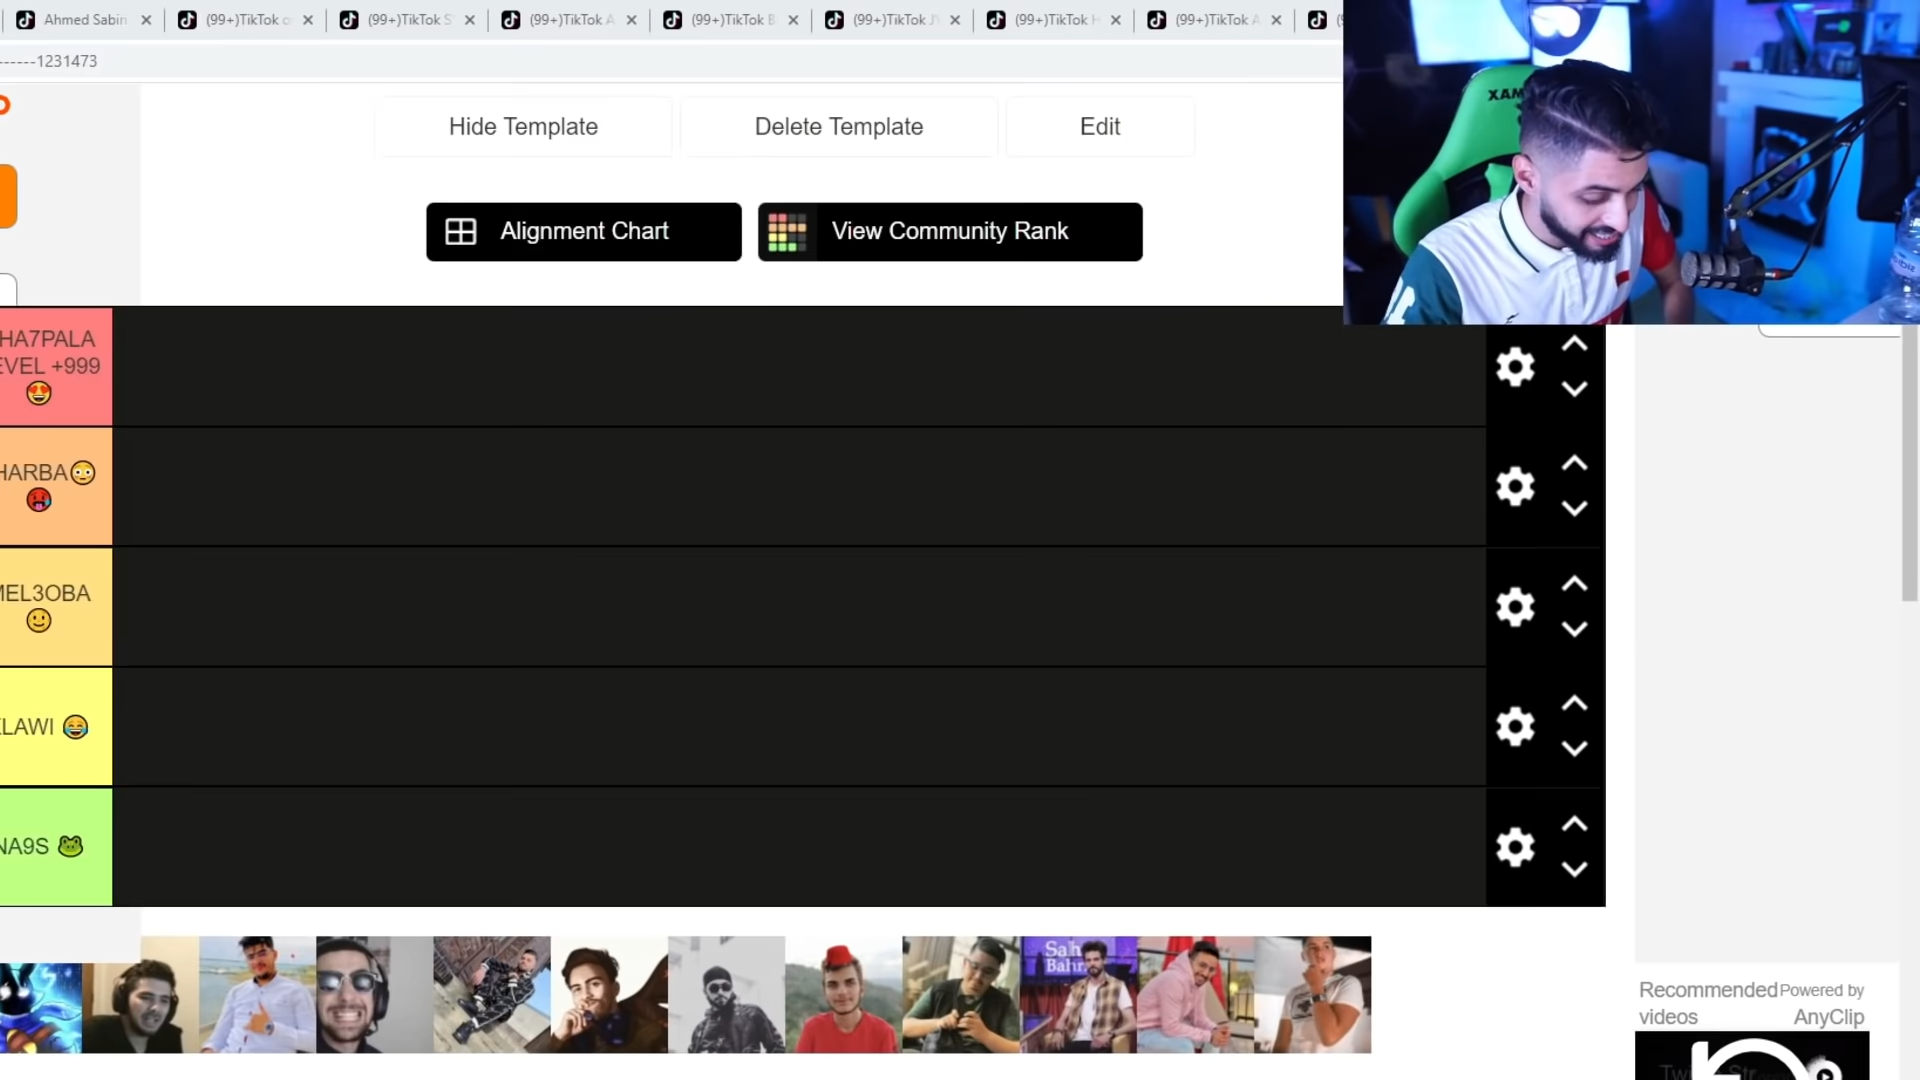 Ahmed Sabin
(99+)TikTok
(99+)TikTok
(99+)TikTok
(99+)TikTok
(99+)TikTok
(99+)TikTok
(99+)TikTok
------1231473
Hide Template
Delete Template
Edit
Alignment Chart
View Community Rank
XAM
HA7PALA
EVEL +999
😍
HARBA😳
🥵
MEL3OBA
🙂
LAWI 😂
NA9S 🐸
Sah
Bahr
Recommended
videos
Powered by
AnyClip